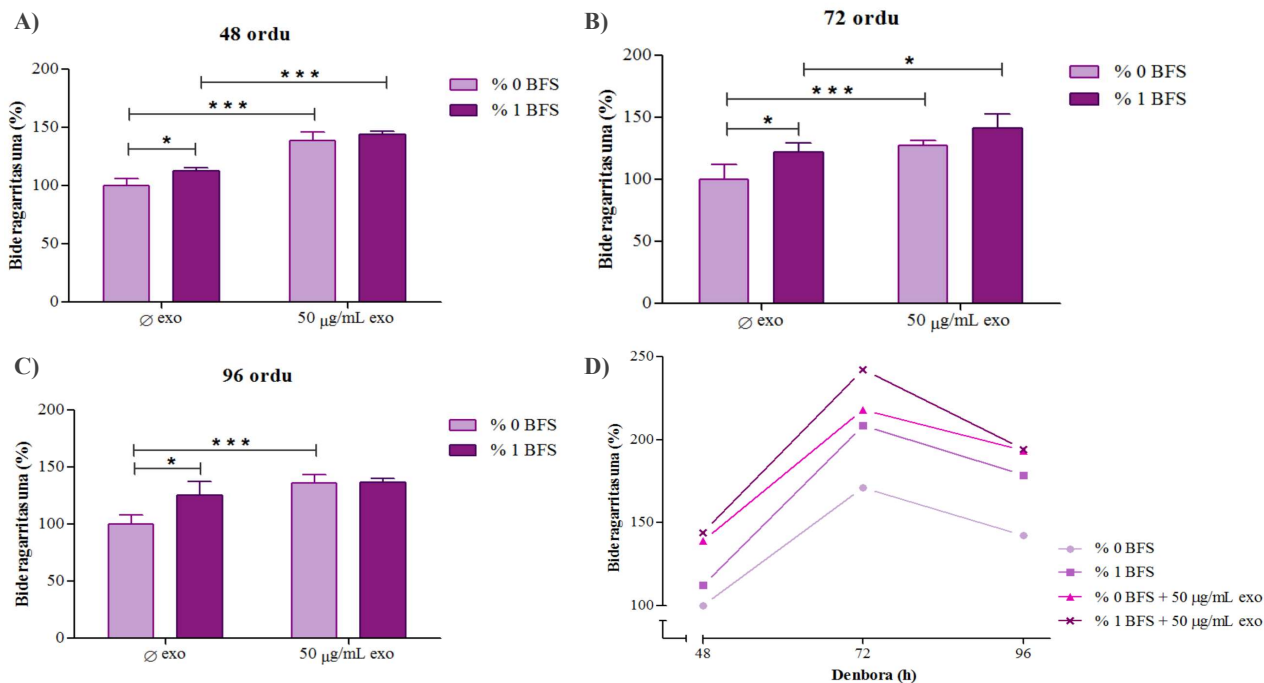 A)
48 ordu
Bideragarritasuna (%)
200
150
100
50
0
* * *
* * *
*
% 0 BFS
% 1 BFS
∅ exo
50 µg/mL exo
B)
72 ordu
Bideragarritasuna (%)
200
150
100
50
0
*
* * *
*
% 0 BFS
% 1 BFS
∅ exo
50 µg/mL exo
C)
96 ordu
Bideragarritasuna (%)
200
150
100
50
0
* * *
*
% 0 BFS
% 1 BFS
∅ exo
50 µg/mL exo
D)
Bideragarritasuna (%)
250
200
150
100
48
72
96
Denbora (h)
% 0 BFS
% 1 BFS
% 0 BFS + 50 µg/mL exo
% 1 BFS + 50 µg/mL exo